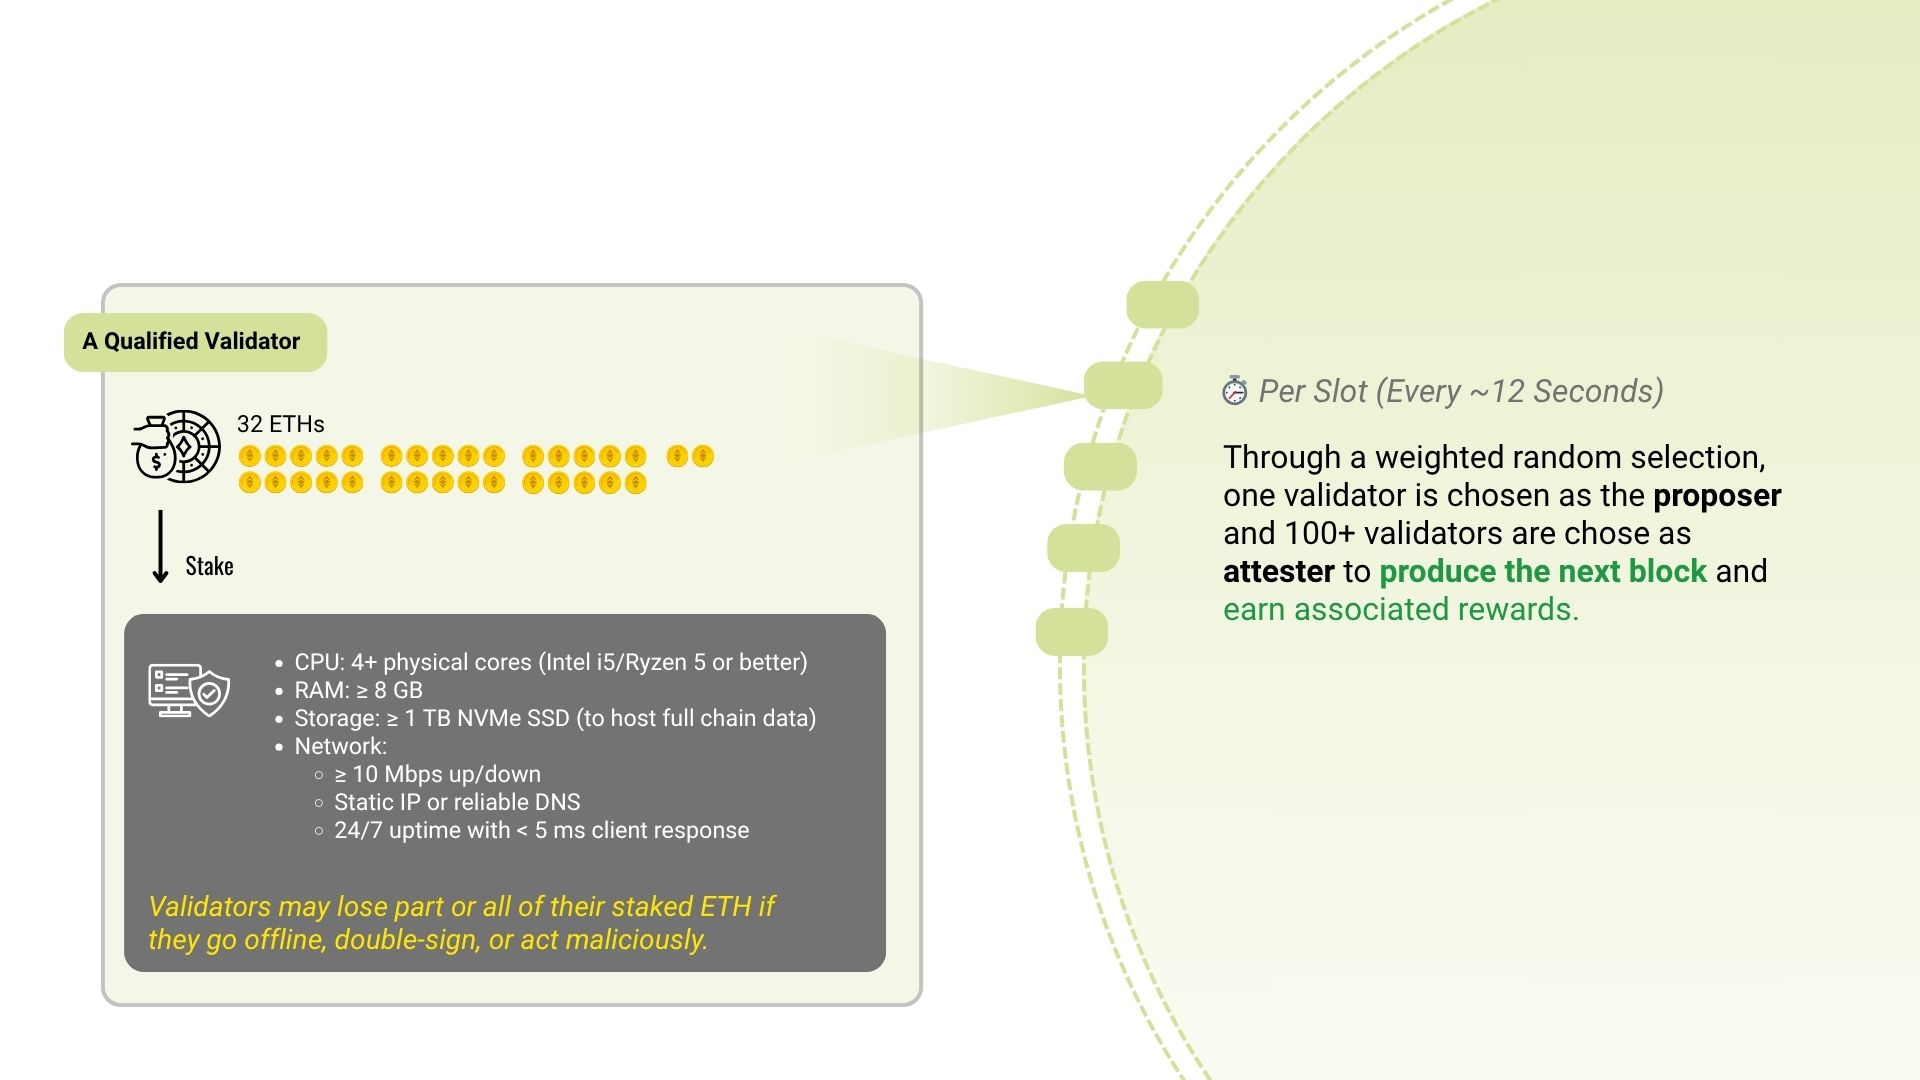 A Qualified Validator
32 ETHs
$
Stake
• CPU: 4+ physical cores (Intel i5/Ryzen 5 or better)
• RAM: ≥ 8 GB
• Storage: ≥ 1 TB NVMe SSD (to host full chain data)
• Network:
◦ ≥ 10 Mbps up/down
◦ Static IP or reliable DNS
◦ 24/7 uptime with < 5 ms client response
Validators may lose part or all of their staked ETH if
they go offline, double-sign, or act maliciously.
Per Slot (Every ~12 Seconds)
Through a weighted random selection,
one validator is chosen as the proposer
and 100+ validators are chose as
attester to produce the next block and
earn associated rewards.